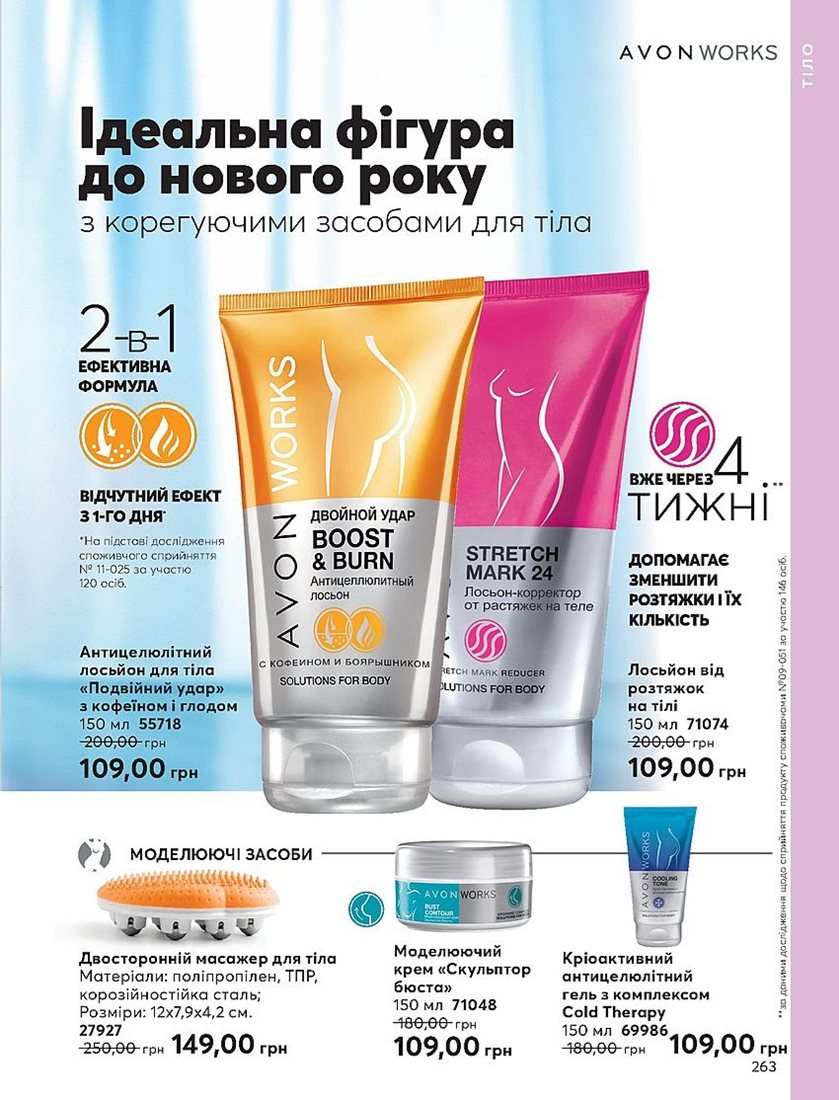 AVON WORKS
ТІЛО
Ідеальна фігура
до нового року
з корегуючими засобами для тіла
2-в-1
ЕФЕКТИВНА
ФОРМУЛА
ВІДЧУТНИЙ ЕФЕКТ
З 1-ГО ДНЯ*
*На підставі дослідження
споживчого сприйняття
№ 11-025 за участю
120 осіб.
Антицелюлітний
лосьйон для тіла
«Подвійний удар»
з кофеїном і глодом
150 мл 55718
200,00 грн
109,00 грн
AVON WORKS
ДВОЙНОЙ УДАР
BOOST
& BURN
Антицеллюлитный
лосьон
С КОФЕИНОМ И БОЯРЫШНИКОМ
SOLUTIONS FOR BODY
STRETCH
MARK 24
Лосьон-корректор
от растяжек на теле
RETCH MARK REDUCER
OLUTIONS FOR BODY
ВЖЕ ЧЕРЕЗ 4
ТИЖНІ**
ДОПОМАГАЄ
ЗМЕНШИТИ
РОЗТЯЖКИ І ЇХ
КІЛЬКІСТЬ
Лосьйон від
розтяжок
на тілі
150 мл 71074
200,00 грн
109,00 грн
**за даними дослідження щодо сприйняття продукту споживачами №09-051 за участю 146 осіб.
МОДЕЛЮЮЧІ ЗАСОБИ
Двосторонній масажер для тіла
Матеріали: поліпропілен, ТПР,
корозійностійка сталь;
Розміри: 12х7,9х4,2 см.
27927
250,00 грн 149,00 грн
AVON WORKS
BUST
CONTOUR
Моделюючий
крем «Скульптор
бюста»
150 мл 71048
180,00 грн
109,00 грн
AVON WORKS
COOLING
TONE
Кріоактивний
антицелюлітний
гель з комплексом
Cold Therapy
150 мл 69986
180,00 грн 109,00 грн
263